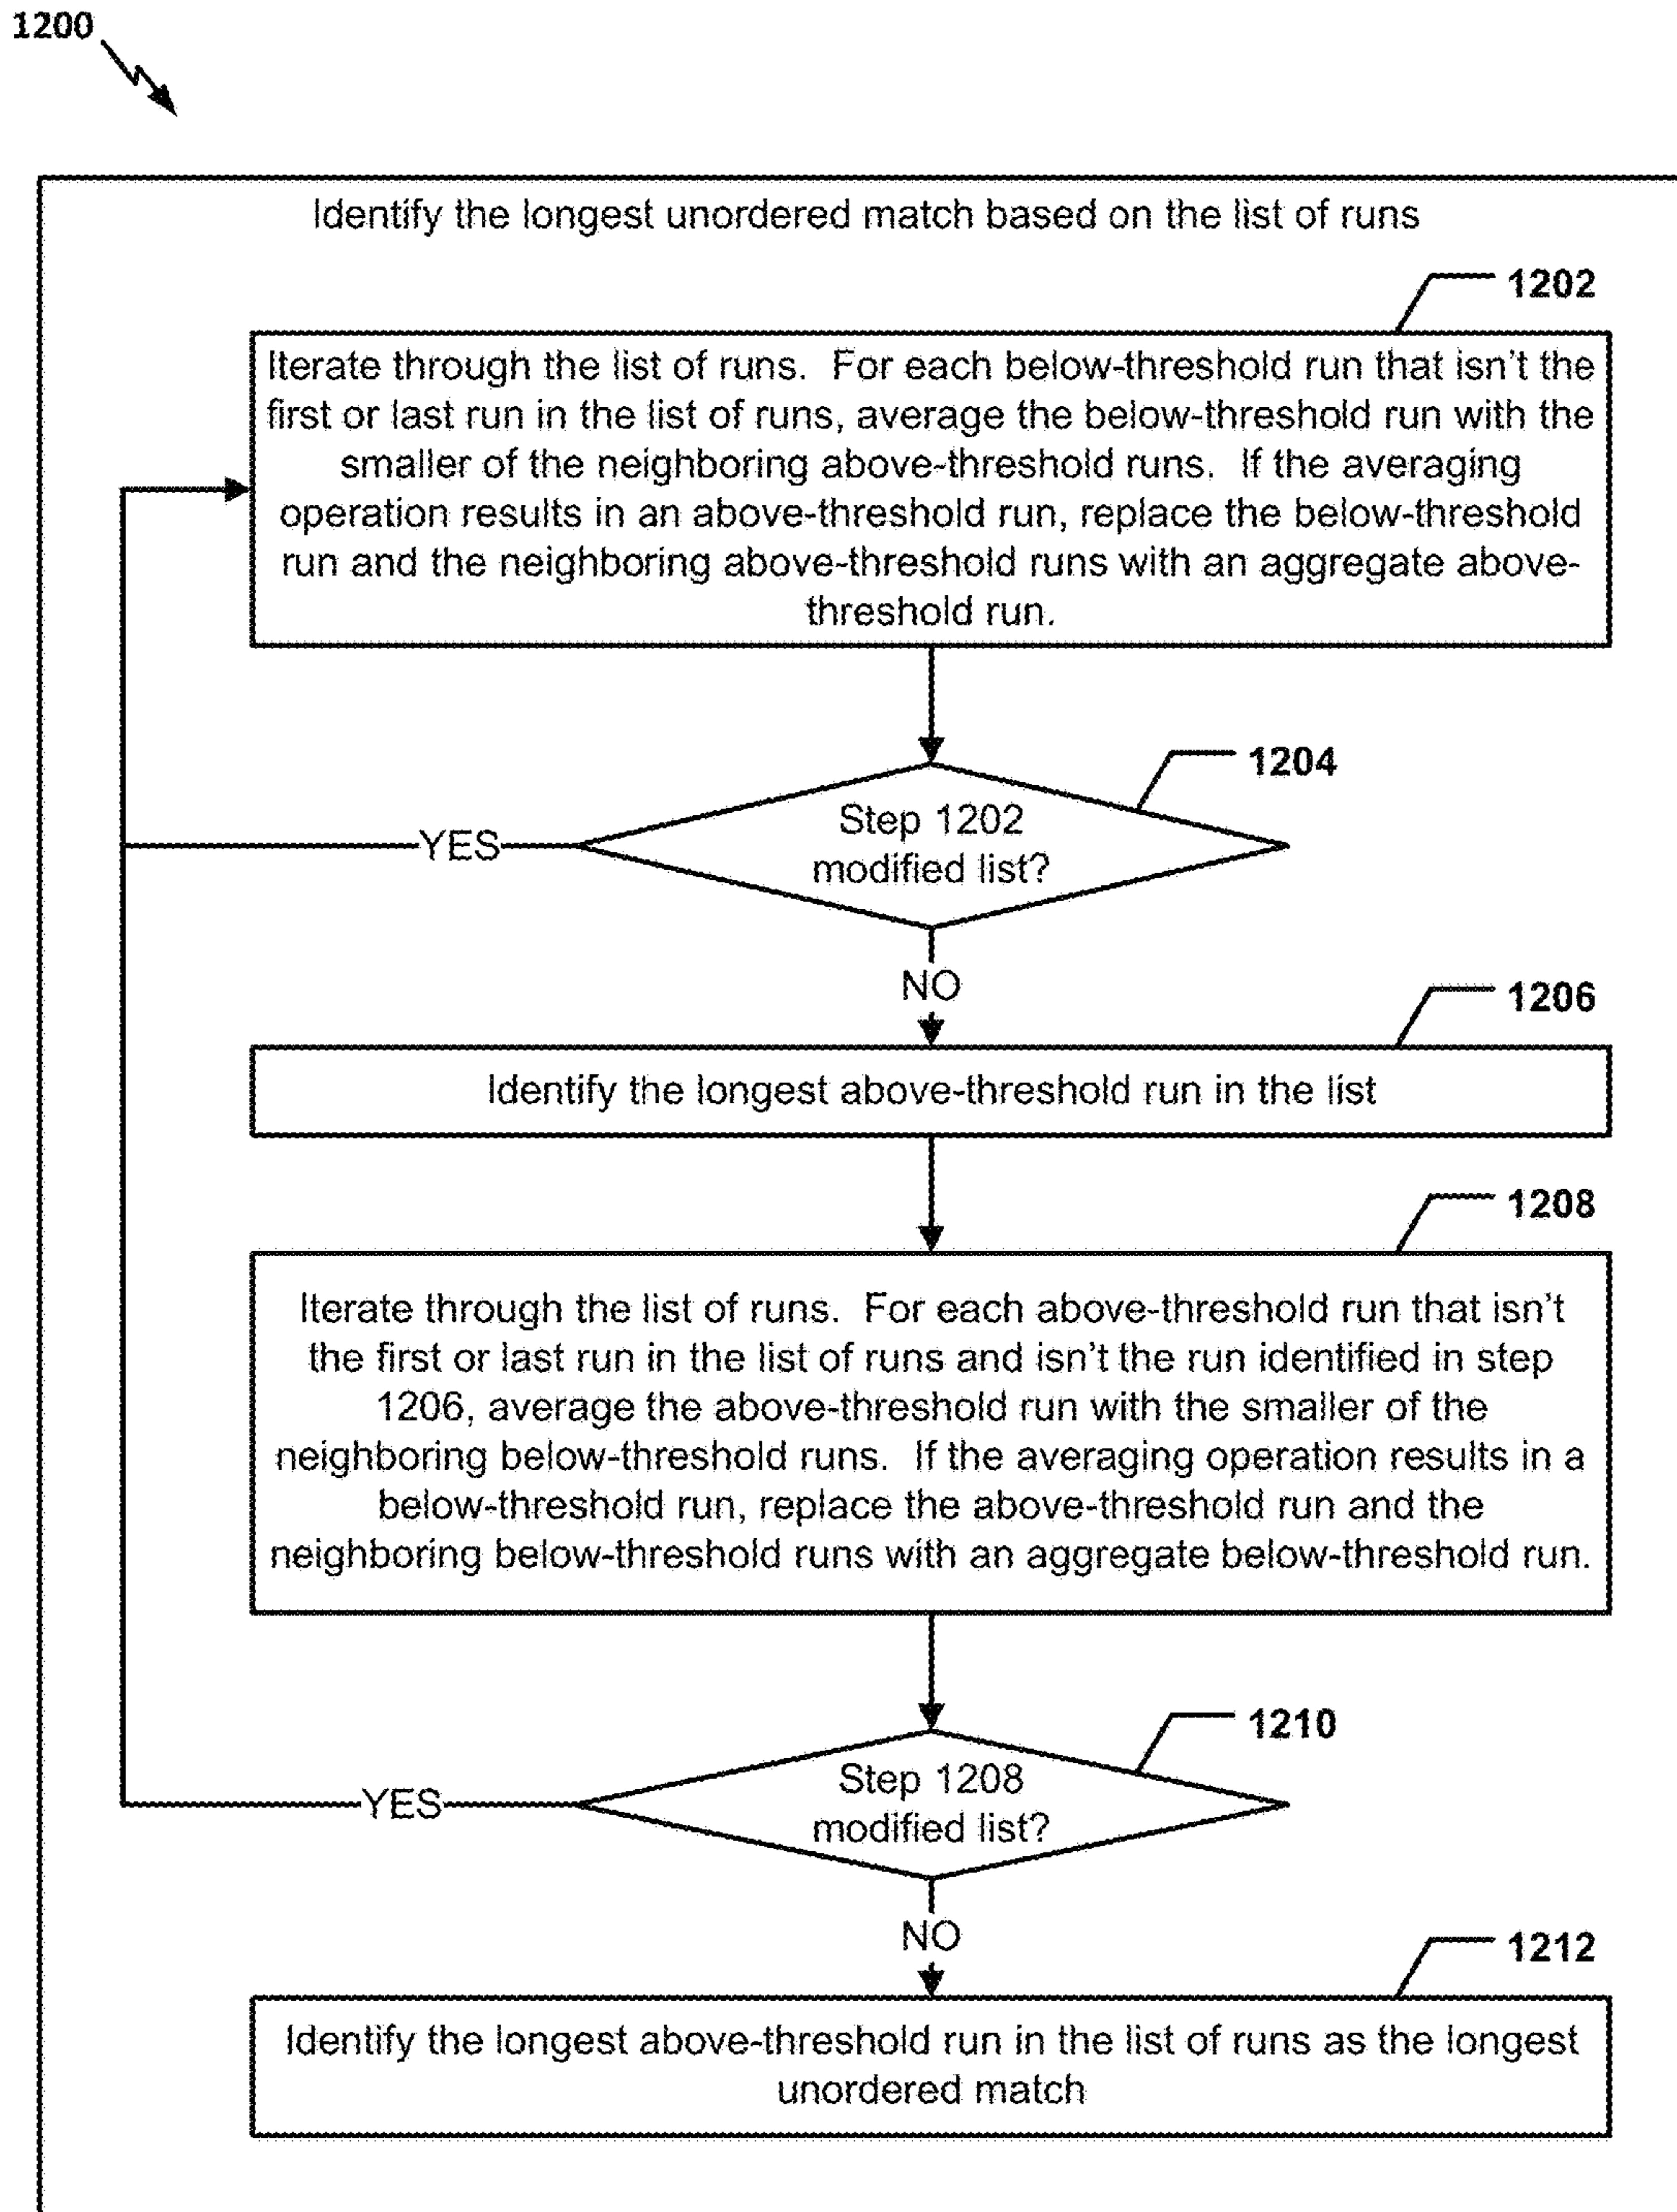 1200
Identify the longest unordered match based on the list of runs
1202
Iterate through the list of runs. For each below-threshold run that isn't the
first or last run in the list of runs, average the below-threshold run with the
smaller of the neighboring above-threshold runs. If the averaging
operation results in an above-threshold run, replace the below-threshold
run and the neighboring above-threshold runs with an aggregate above-
threshold run.
1204
Step 1202
modified list?
YES
NO
1206
Identify the longest above-threshold run in the list
1208
Iterate through the list of runs. For each above-threshold run that isn't
the first or last run in the list of runs and isn't the run identified in step
1206, average the above-threshold run with the smaller of the
neighboring below-threshold runs. If the averaging operation results in a
below-threshold run, replace the above-threshold run and the
neighboring below-threshold runs with an aggregate below-threshold run.
1210
Step 1208
modified list?
YES
NO
1212
Identify the longest above-threshold run in the list of runs as the longest
unordered match